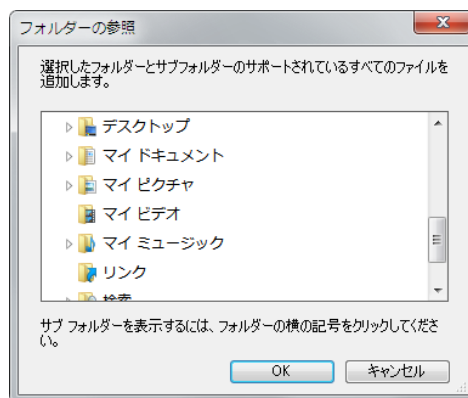 フォルダーの参照
選択したフォルダーとサブフォルダーのサポートされているすべてのファイルを
追加します。
デスクトップ
マイ ドキュメント
マイ ピクチャ
マイ ビデオ
マイ ミュージック
リンク
検索
サブ フォルダーを表示するには、フォルダーの横の記号をクリックしてくださ
い。
OK
キャンセル